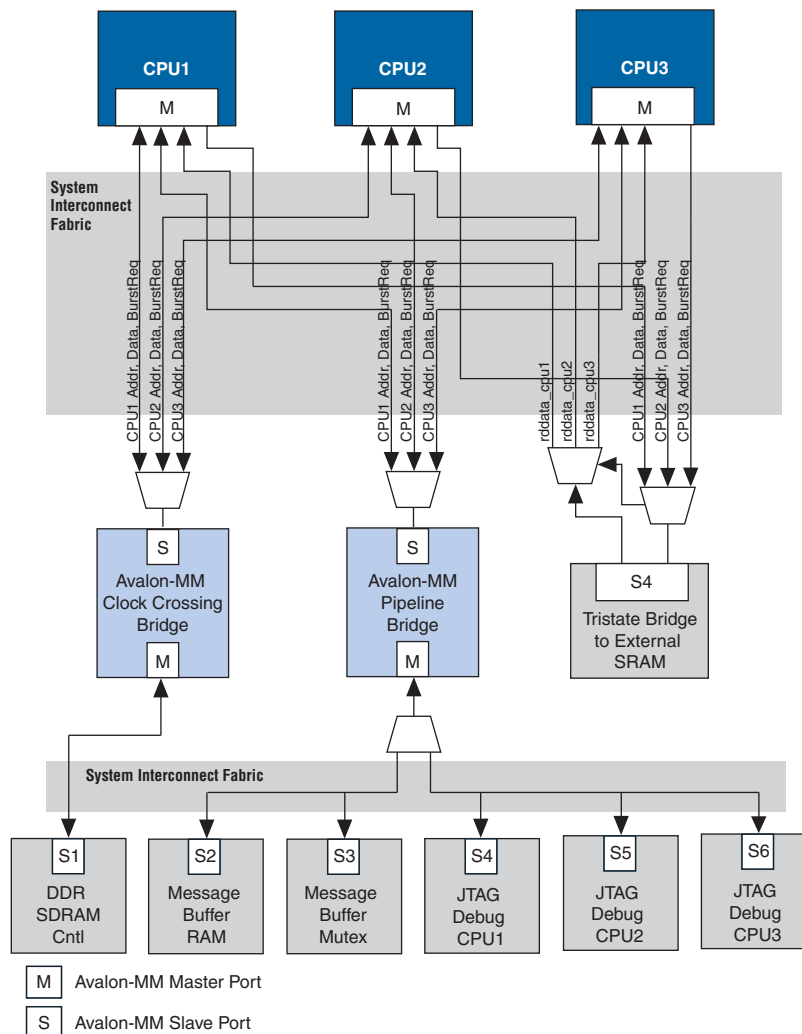 CPU1
CPU2
CPU3
M
M
M
System
Interconnect
Fabric
CPU1 Addr, Data, BurstReq
CPU2 Addr, Data, BurstReq
CPU3 Addr, Data, BurstReq
CPU1 Addr, Data, BurstReq
CPU2 Addr, Data, BurstReq
CPU3 Addr, Data, BurstReq
rddata_cpu1
rddata_cpu2
rddata_cpu3
CPU1 Addr, Data, BurstReq
CPU2 Addr, Data, BurstReq
CPU3 Addr, Data, BurstReq
S
Avalon-MM
Clock Crossing
Bridge
M
S
Avalon-MM
Pipeline
Bridge
M
S4
Tristate Bridge
to External
SRAM
System Interconnect Fabric
S1
DDR
SDRAM
Cntl
S2
Message
Buffer
RAM
S3
Message
Buffer
Mutex
S4
JTAG
Debug
CPU1
S5
JTAG
Debug
CPU2
S6
JTAG
Debug
CPU3
M
Avalon-MM Master Port
S
Avalon-MM Slave Port